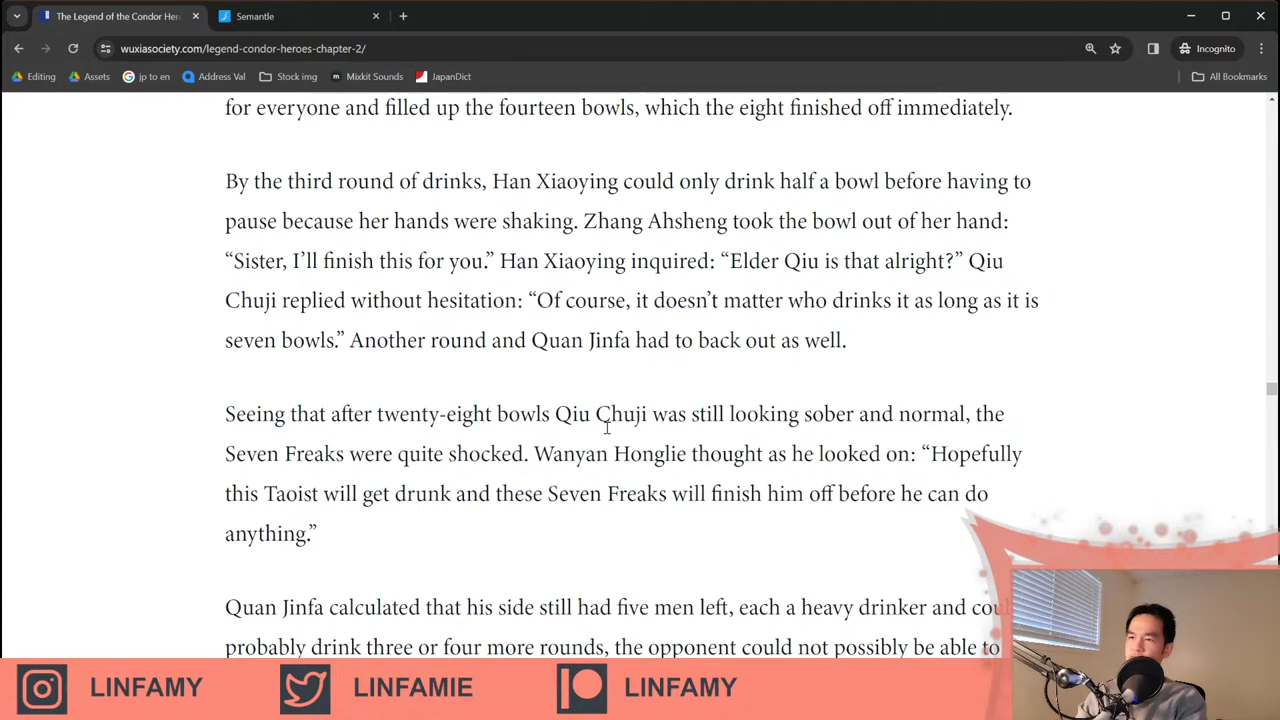 The Legend of the Condor Her
Semantle
wuxiasociety.com/legend-condor-heroes-chapter-2/
Incognito
Editing
Assets
jp to en
Address Val
Stock img
Mixkit Sounds
JapanDict
All Bookmarks
for everyone and filled up the fourteen bowls, which the eight finished off immediately.
By the third round of drinks, Han Xiaoying could only drink half a bowl before having to
pause because her hands were shaking. Zhang Ahsheng took the bowl out of her hand:
“Sister, I’ll finish this for you.” Han Xiaoying inquired: “Elder Qiu is that alright?” Qiu
Chuji replied without hesitation: “Of course, it doesn’t matter who drinks it as long as it is
seven bowls.” Another round and Quan Jinfa had to back out as well.
Seeing that after twenty-eight bowls Qiu Chuji was still looking sober and normal, the
Seven Freaks were quite shocked. Wanyan Honglie thought as he looked on: “Hopefully
this Taoist will get drunk and these Seven Freaks will finish him off before he can do
anything.”
Quan Jinfa calculated that his side still had five men left, each a heavy drinker and cou
probably drink three or four more rounds, the opponent could not possibly be able to
LINFAMY
LINFAMIE
LINFAMY